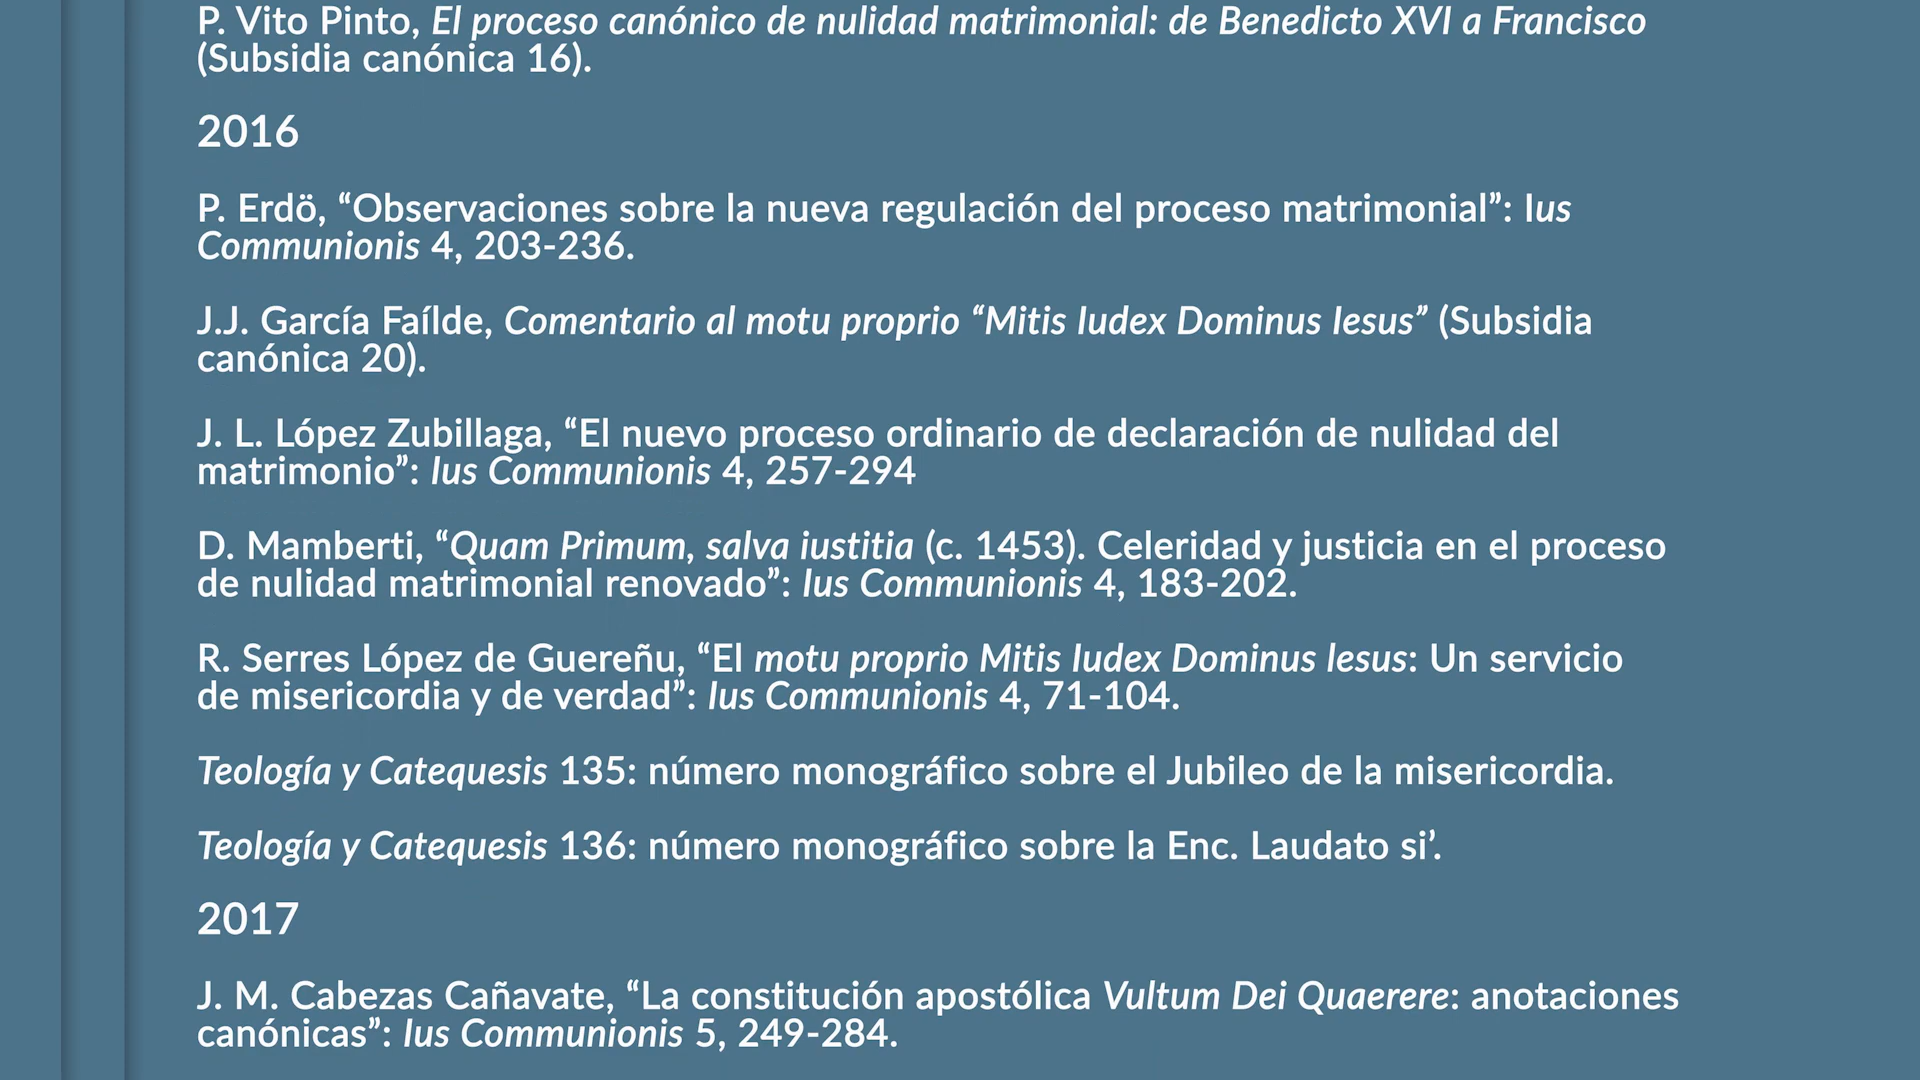 P. Vito Pinto, El proceso canónico de nulidad matrimonial: de Benedicto XVI a Francisco
(Subsidia canónica 16).
2016
P. Erdö, “Observaciones sobre la nueva regulación del proceso matrimonial”: Ius
Communionis 4, 203-236.
J.J. García Faílde, Comentario al motu proprio “Mitis Iudex Dominus Iesus” (Subsidia
canónica 20).
J. L. López Zubillaga, “El nuevo proceso ordinario de declaración de nulidad del
matrimonio”: Ius Communionis 4, 257-294
D. Mamberti, “Quam Primum, salva iustitia (c. 1453). Celeridad y justicia en el proceso
de nulidad matrimonial renovado”: Ius Communionis 4, 183-202.
R. Serres López de Guereñu, “El motu proprio Mitis Iudex Dominus Iesus: Un servicio
de misericordia y de verdad”: Ius Communionis 4, 71-104.
Teología y Catequesis 135: número monográfico sobre el Jubileo de la misericordia.
Teología y Catequesis 136: número monográfico sobre la Enc. Laudato si’.
2017
J. M. Cabezas Cañavate, “La constitución apostólica Vultum Dei Quaerere: anotaciones
canónicas”: Ius Communionis 5, 249-284.